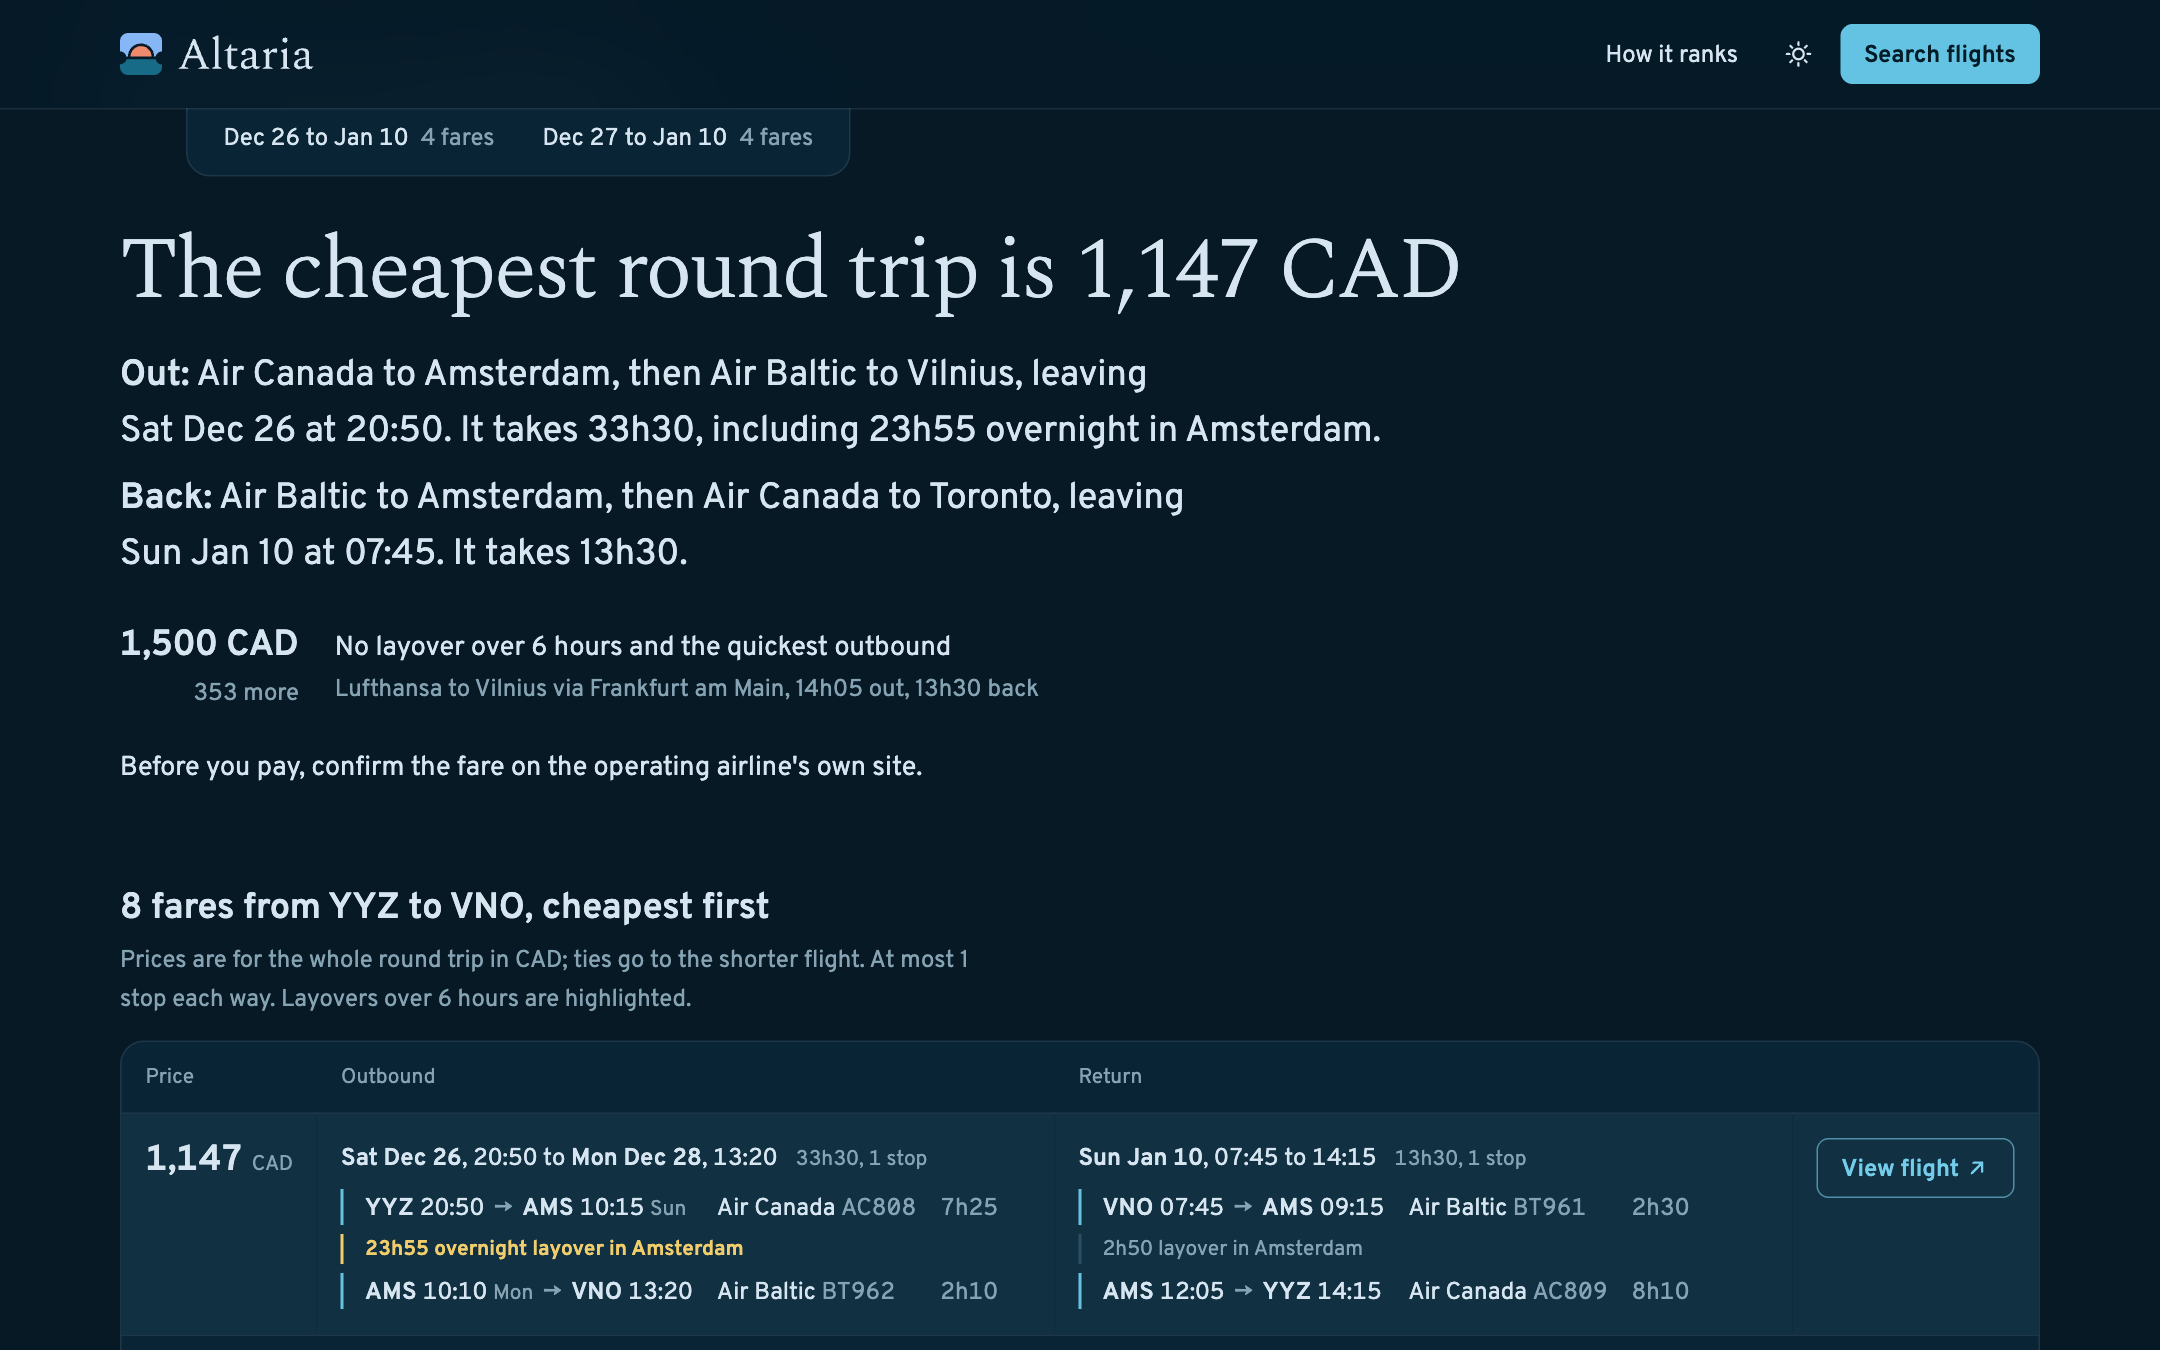 Altaria
How it ranks
Search flights
Dec 26 to Jan 10 4 fares Dec 27 to Jan 10 4 fares
The cheapest round trip is 1,147 CAD
Out: Air Canada to Amsterdam, then Air Baltic to Vilnius, leaving
Sat Dec 26 at 20:50. It takes 33h30, including 23h55 overnight in Amsterdam.
Back: Air Baltic to Amsterdam, then Air Canada to Toronto, leaving
Sun Jan 10 at 07:45. It takes 13h30.
1,500 CAD No layover over 6 hours and the quickest outbound
353 more Lufthansa to Vilnius via Frankfurt am Main, 14h05 out, 13h30 back
Before you pay, confirm the fare on the operating airline's own site.
8 fares from YYZ to VNO, cheapest first
Prices are for the whole round trip in CAD; ties go to the shorter flight. At most 1
stop each way. Layovers over 6 hours are highlighted.
Price Outbound Return
1,147 CAD
Sat Dec 26, 20:50 to Mon Dec 28, 13:20 33h30, 1 stop
YYZ 20:50 → AMS 10:15 Sun Air Canada AC808 7h25
23h55 overnight layover in Amsterdam
AMS 10:10 Mon → VNO 13:20 Air Baltic BT962 2h10
Sun Jan 10, 07:45 to 14:15 13h30, 1 stop
VNO 07:45 → AMS 09:15 Air Baltic BT961 2h30
2h50 layover in Amsterdam
AMS 12:05 → YYZ 14:15 Air Canada AC809 8h10
View flight ↗